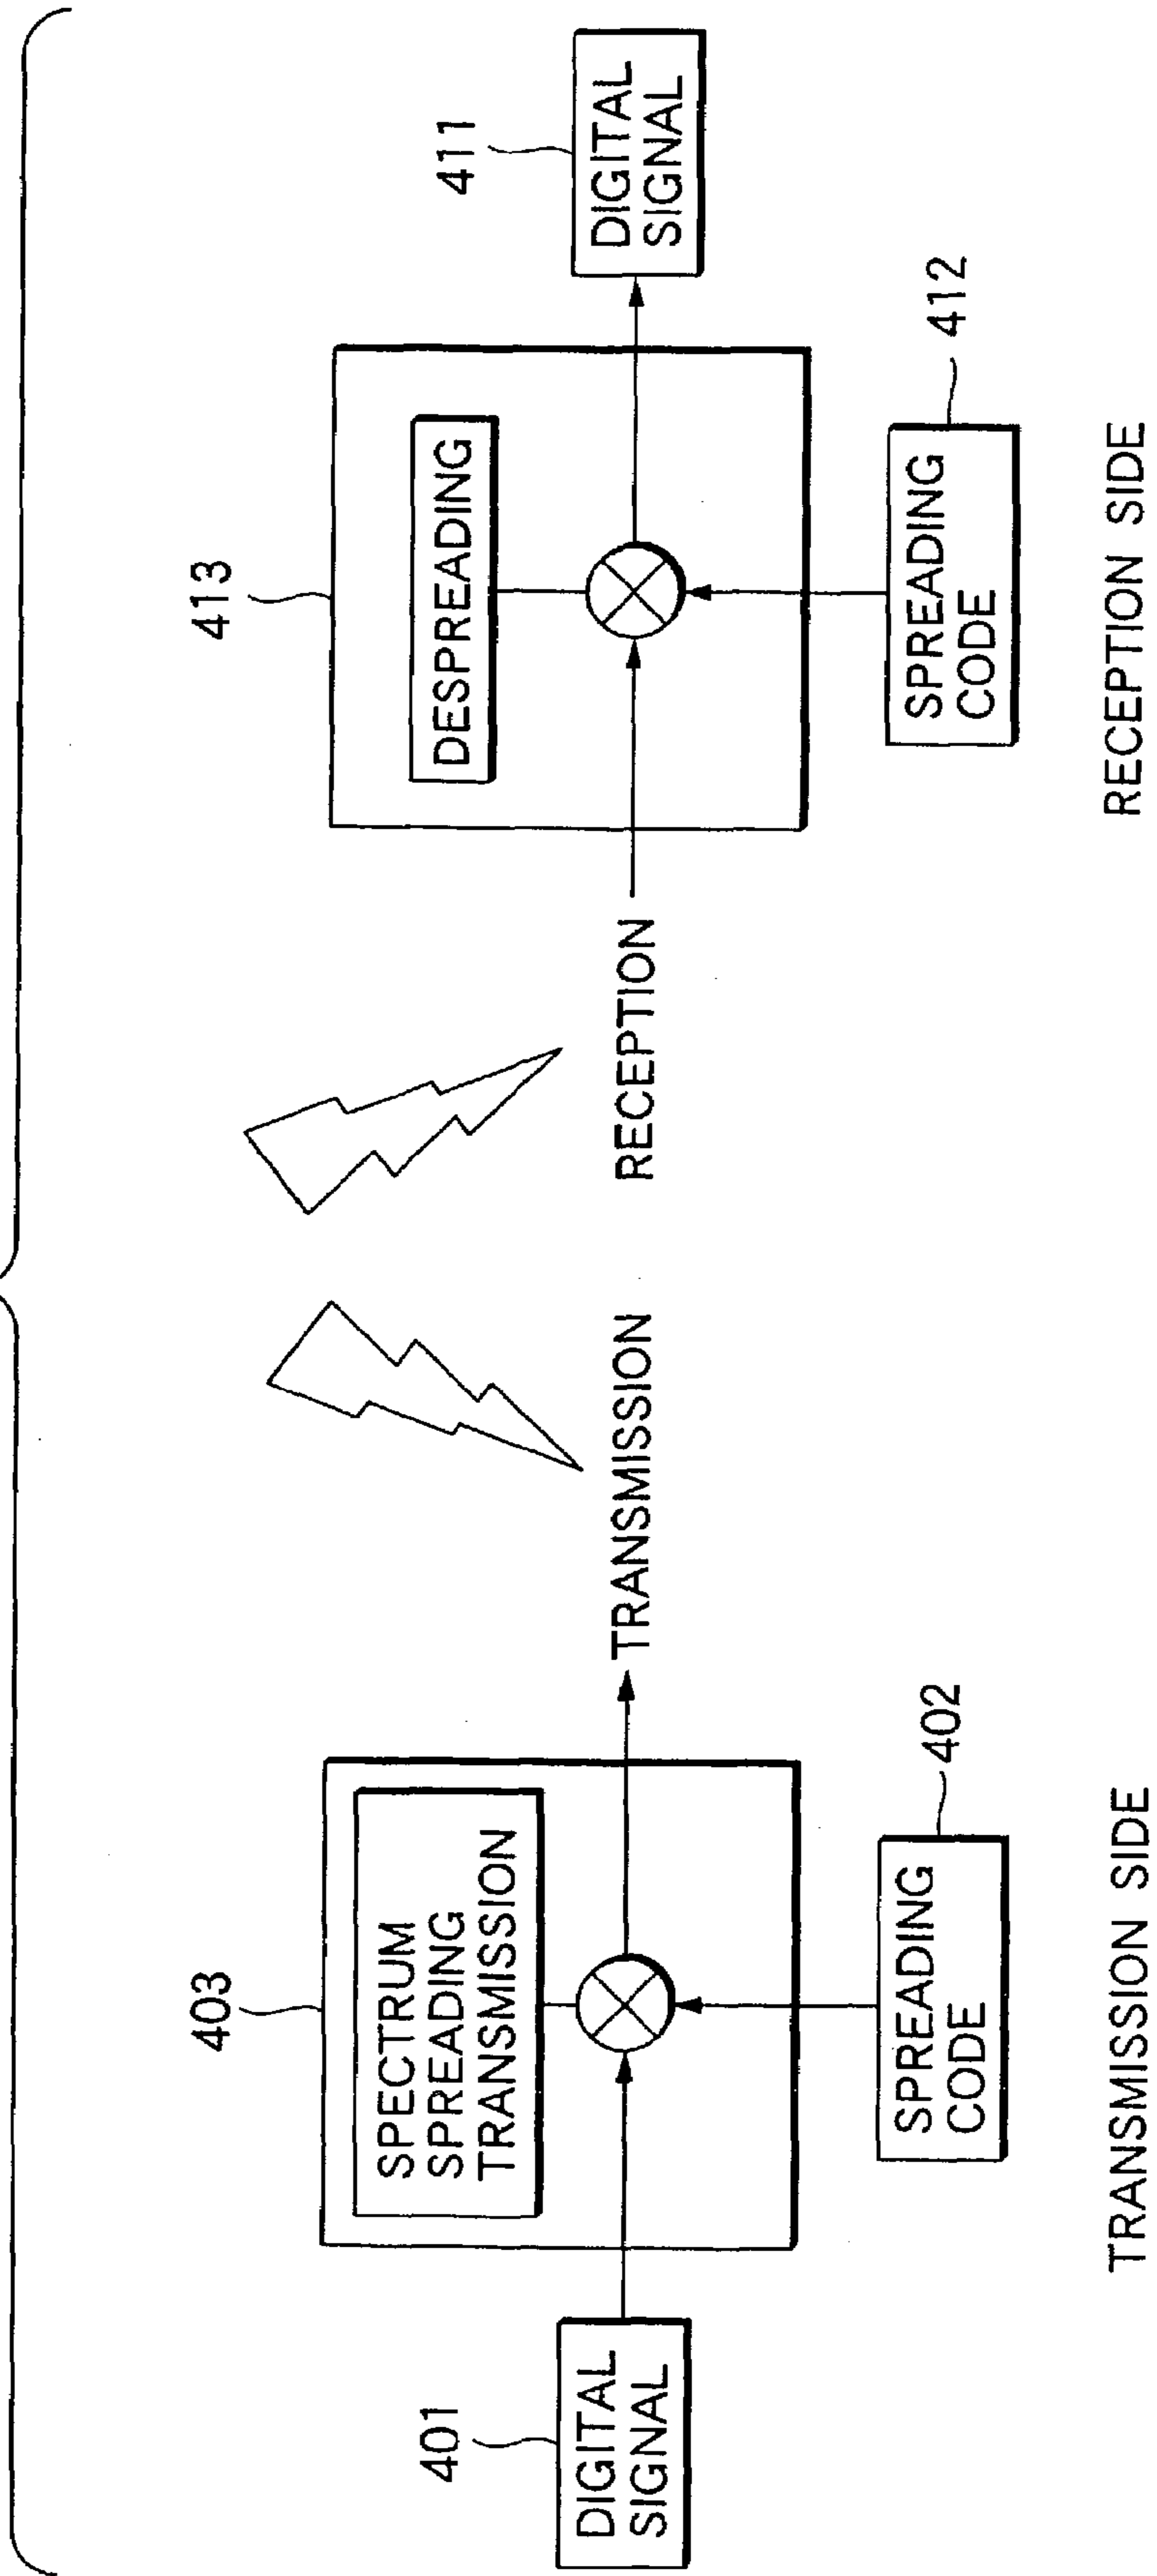 401
DIGITAL
SIGNAL
403
SPECTRUM
SPREADING
TRANSMISSION
SPREADING
CODE
402
TRANSMISSION
TRANSMISSION SIDE
RECEPTION
413
DESPREADING
SPREADING
CODE
412
411
DIGITAL
SIGNAL
RECEPTION SIDE